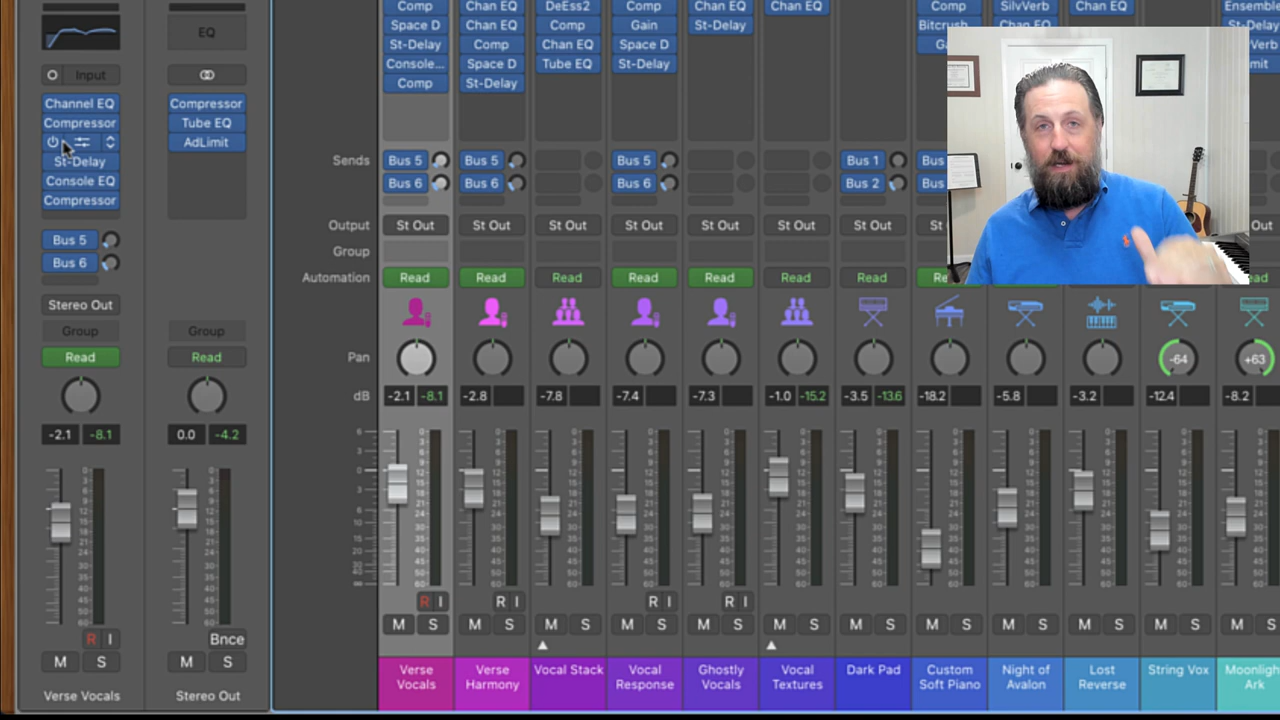 Comp Chan EQ DeEss2 Comp Chan EQ Chan EQ Comp SilvVerb Chan EQ Ensemble
EQ Space D Chan EQ Comp Gain St-Delay Bitcrush Chan EQ St-Delay
St-Delay Comp Chan EQ Space D
Input Console... Space D Tube EQ St-Delay
Comp St-Delay
Channel EQ Compressor
Compressor Tube EQ
AdLimit
St-Delay Sends Bus 5 Bus 5 Bus 5 Bus 1
Console EQ Bus 6 Bus 6 Bus 6 Bus 2
Compressor
Output St Out St Out St Out St Out St Out St Out St Out
Bus 5
Group
Bus 6
Automation Read Read Read Read Read Read Read
Stereo Out
Group Group
Read Read Pan -64 +63
dB -2.1 -8.1 -2.8 -7.8 -7.4 -7.3 -1.0 -15.2 -3.5 -13.6 -18.2 -5.8 -3.2 -12.4 -8.2
-2.1 -8.1 0.0 -4.2
R I R I R I R I
M S M S M S M S M S M S M S M S M S M S M S M
R I Bnce
M S M S
Verse Vocals Stereo Out
Verse Vocals Verse Harmony Vocal Stack Vocal Response Ghostly Vocals Vocal Textures Dark Pad Custom Soft Piano Night of Avalon Lost Reverse String Vox Moonligh Ark